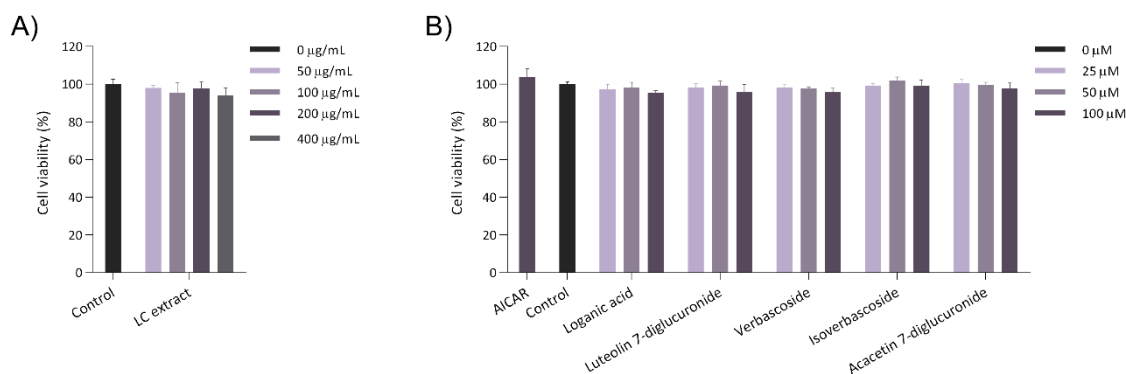 A)
120
100
80
60
40
20
0
Cell viability (%)
Control
LC extract
0 µg/mL
50 µg/mL
100 µg/mL
200 µg/mL
400 µg/mL
B)
120
100
80
60
40
20
0
Cell viability (%)
AICAR
Control
Loganic acid
Luteolin 7-diglucuronide
Verbascoside
Isoverbascoside
Acacetin 7-diglucuronide
0 µM
25 µM
50 µM
100 µM